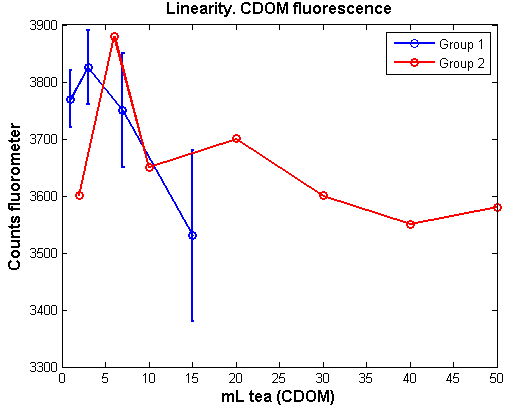 Linearity. CDOM fluorescence
Group 1
Group 2
Counts fluorometer
3900
3800
3700
3600
3500
3400
3300
0 5 10 15 20 25 30 35 40 45 50
mL tea (CDOM)